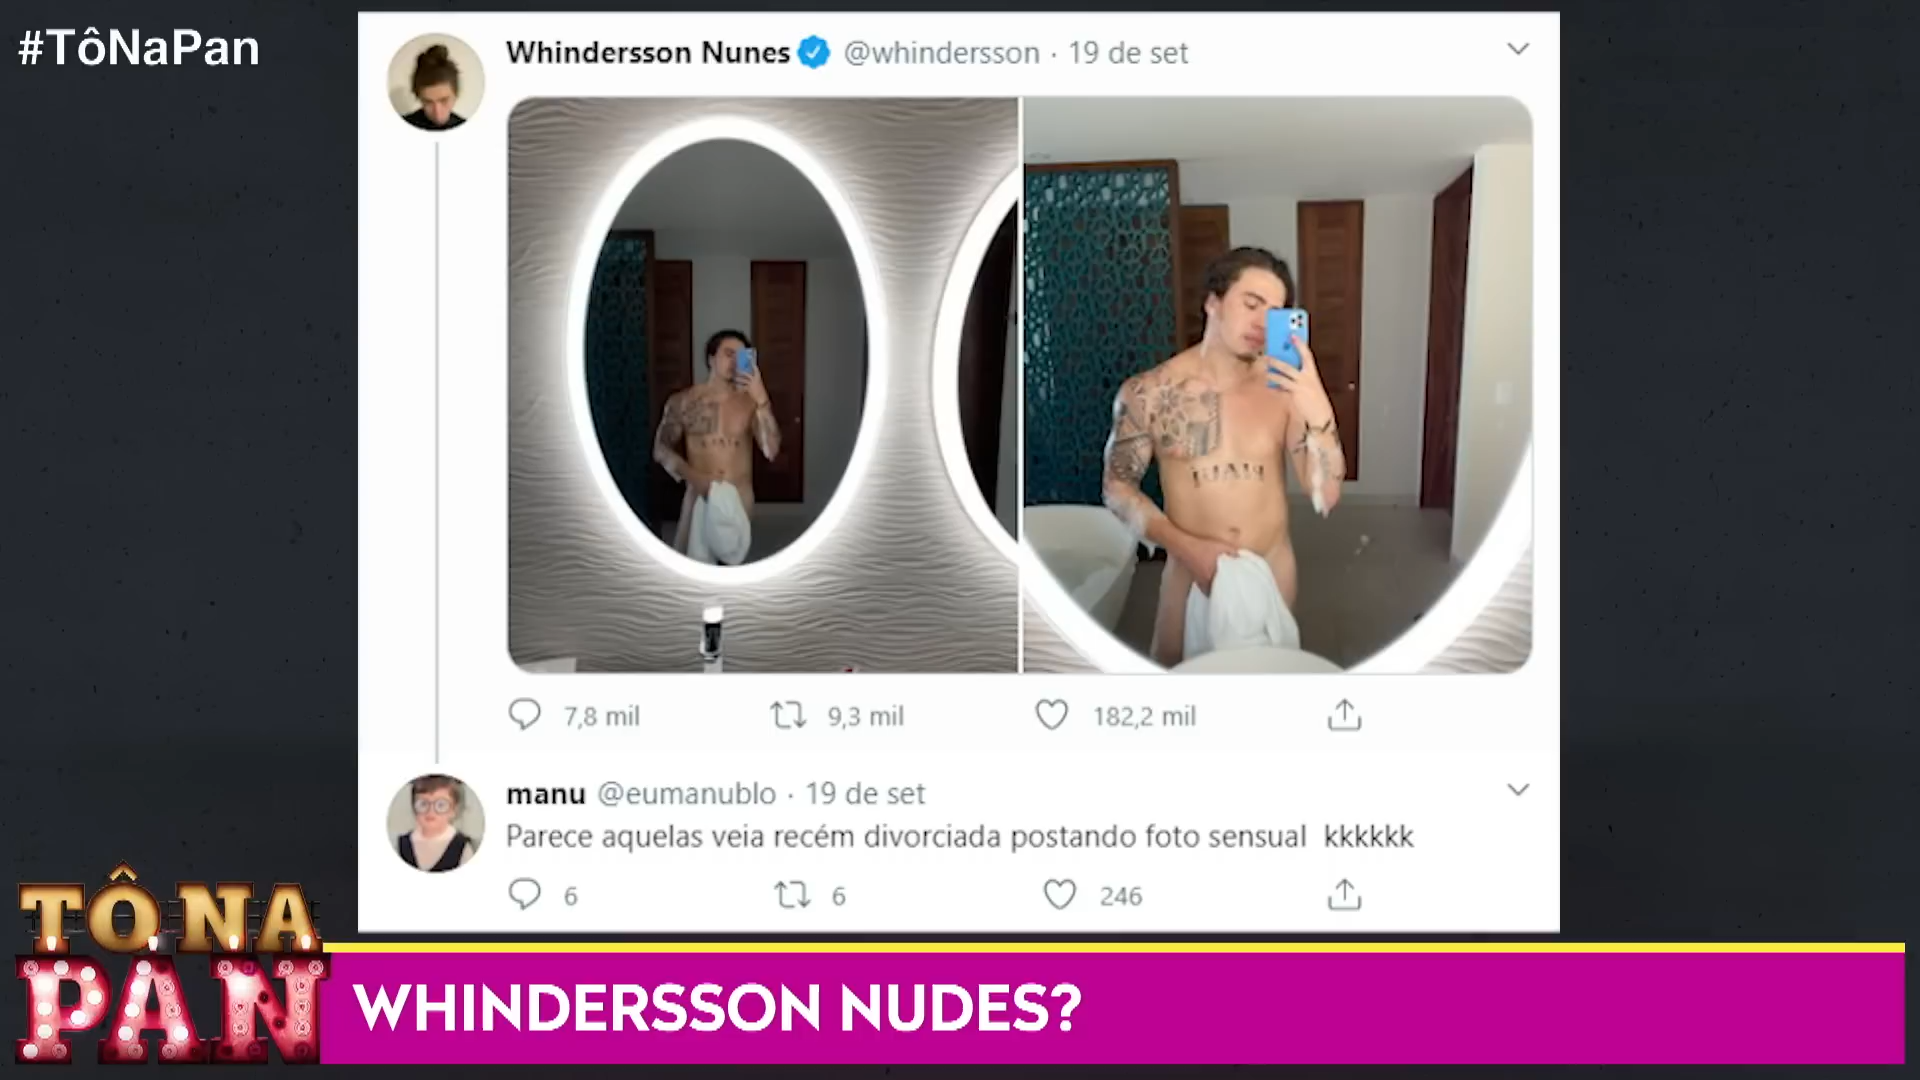 #TôNaPan
Whindersson Nunes @whindersson · 19 de set
7,8 mil 9,3 mil 182,2 mil
manu @eumanublo · 19 de set
Parece aquelas veia recém divorciada postando foto sensual kkkkkk
6 6 246
TÔ NA
PAN
WHINDERSSON NUDES?